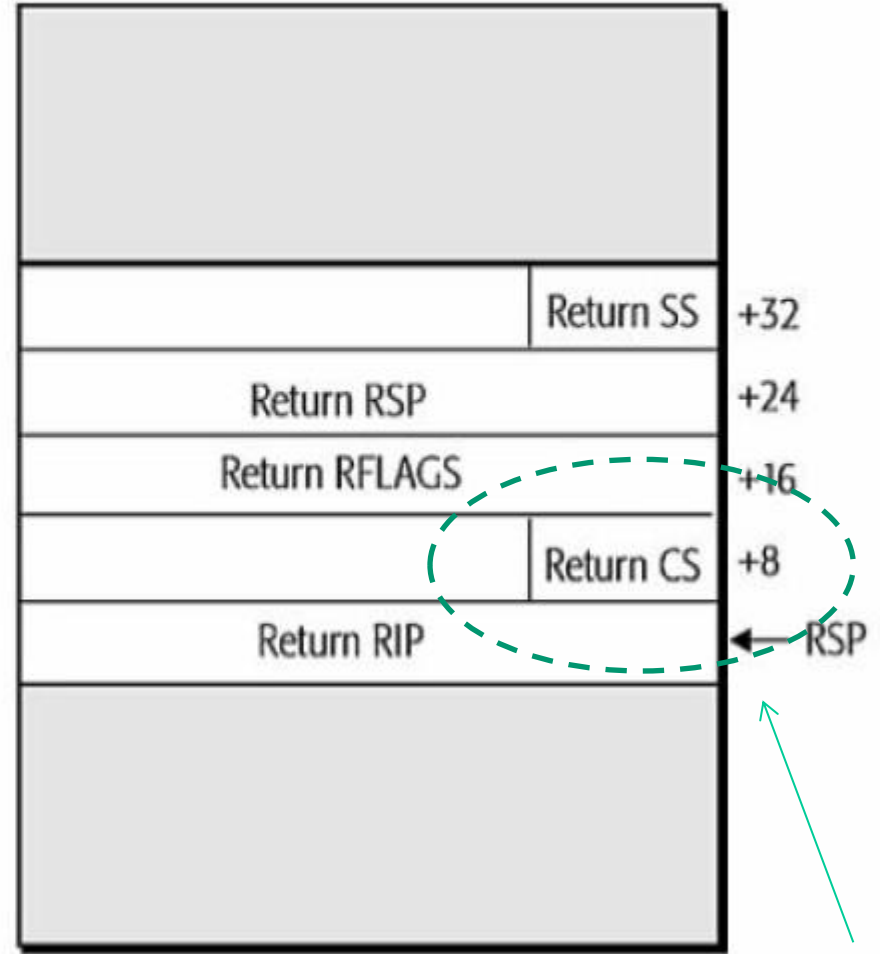 Return SS +32
Return RSP +24
Return RFLAGS +16
Return CS +8
Return RIP RSP